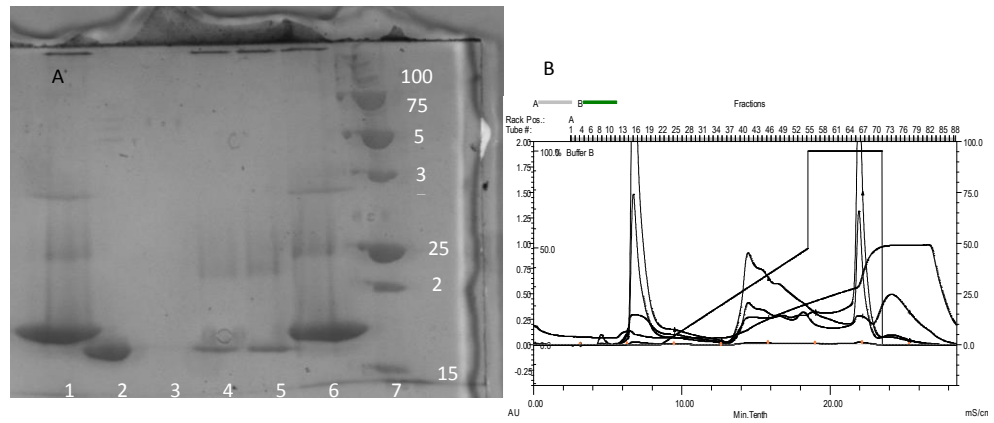 A
100
75
5
3
25
2
15
1 2 3 4 5 6 7
B
A B Fractions
Rack Pos.: A
Tube #: 1 4 6 8 10 13 16 19 22 25 28 31 34 37 40 43 46 49 52 55 58 61 64 67 70 73 76 79 82 85 88
2.00 100.0% Buffer B 100.0
1.75
1.50 75.0
1.25
1.00 50.0 50.0
0.75
0.50 25.0
0.25
0.00 0.0 0.0
-0.25
0.00 10.00 20.00
AU Min.Tenth mS/cm